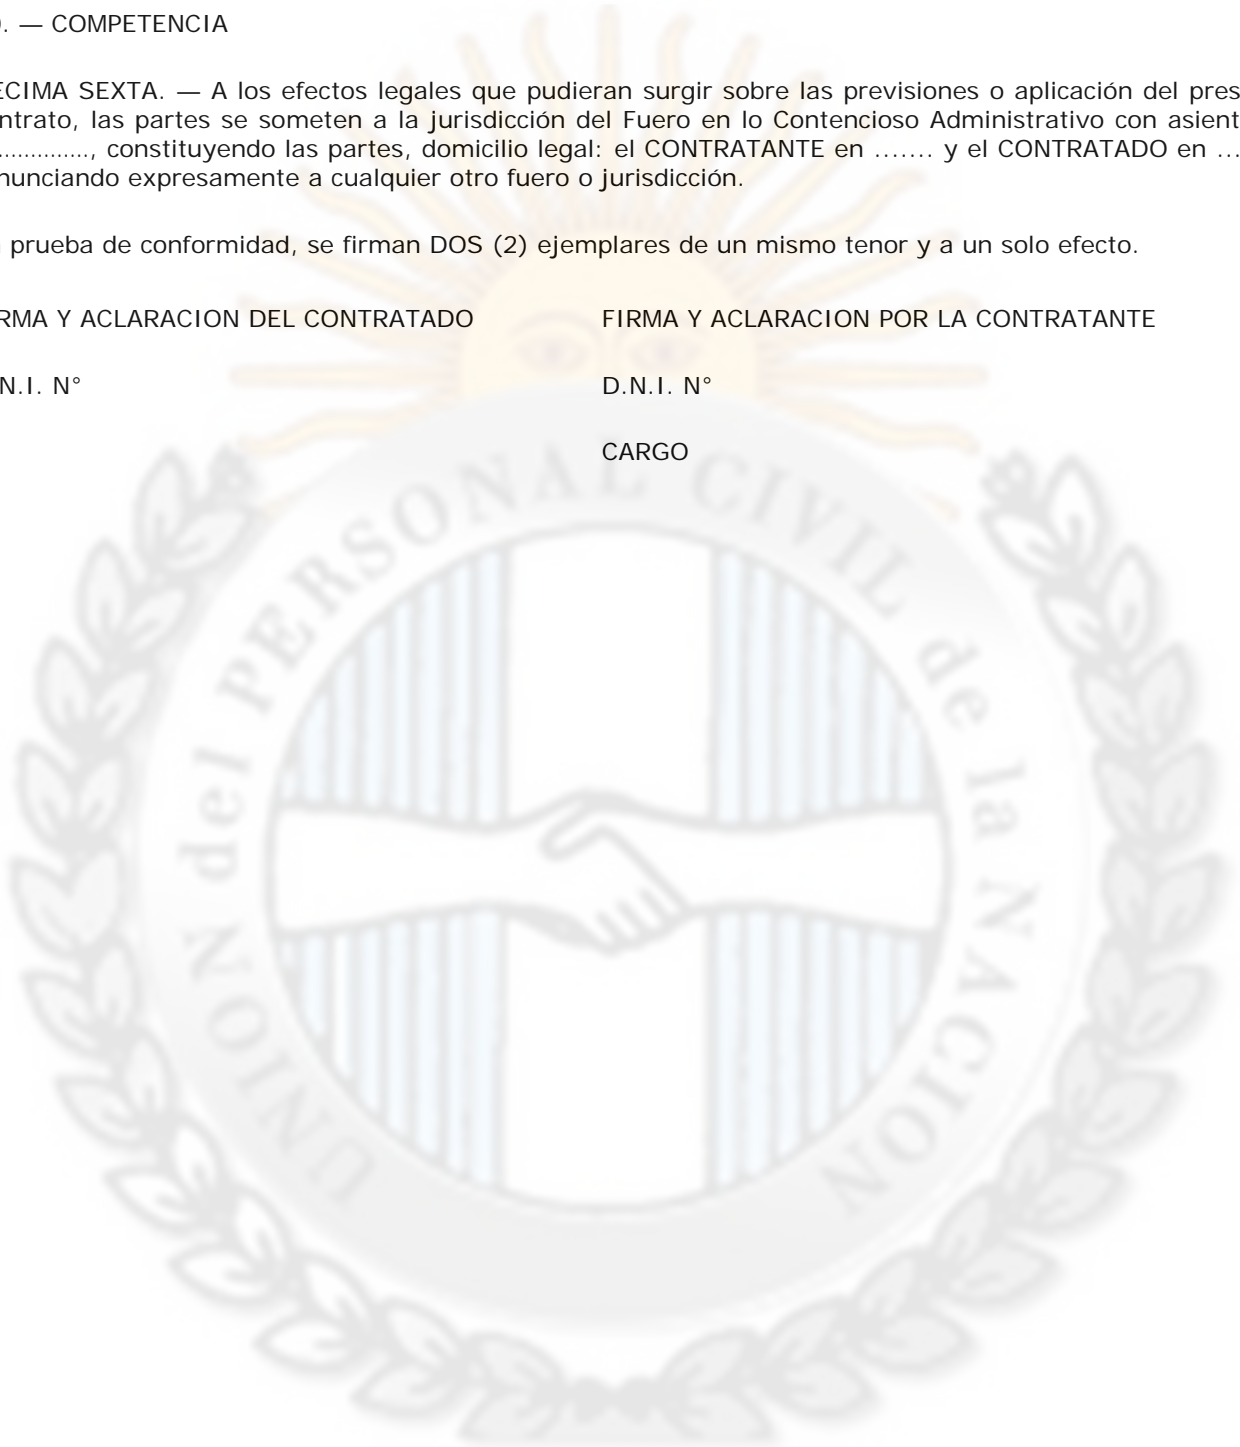 ). — COMPETENCIA
ECIMA SEXTA. — A los efectos legales que pudieran surgir sobre las previsiones o aplicación del pres
ntrato, las partes se someten a la jurisdicción del Fuero en lo Contencioso Administrativo con asient
..............., constituyendo las partes, domicilio legal: el CONTRATANTE en ....... y el CONTRATADO en ...
nunciando expresamente a cualquier otro fuero o jurisdicción.
prueba de conformidad, se firman DOS (2) ejemplares de un mismo tenor y a un solo efecto.
RMA Y ACLARACION DEL CONTRATADO FIRMA Y ACLARACION POR LA CONTRATANTE
N.I. N° D.N.I. N°
CARGO
UNION del PERSONAL CIVIL de la NACION